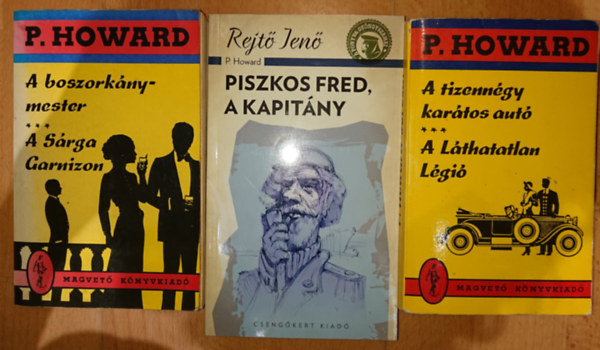 P. HOWARD
A boszorkány-
mester
***
A Sárga
Garnizon
MAGVETŐ KÖNYVKIADÓ
Rejtő Jenő
P. Howard
PISZKOS FRED,
A KAPITÁNY
CSENGŐKERT KIADÓ
P. HOWARD
A tizennégy
karátos autó
***
A Láthatatlan
Légió
MAGVETŐ KÖNYVKIADÓ